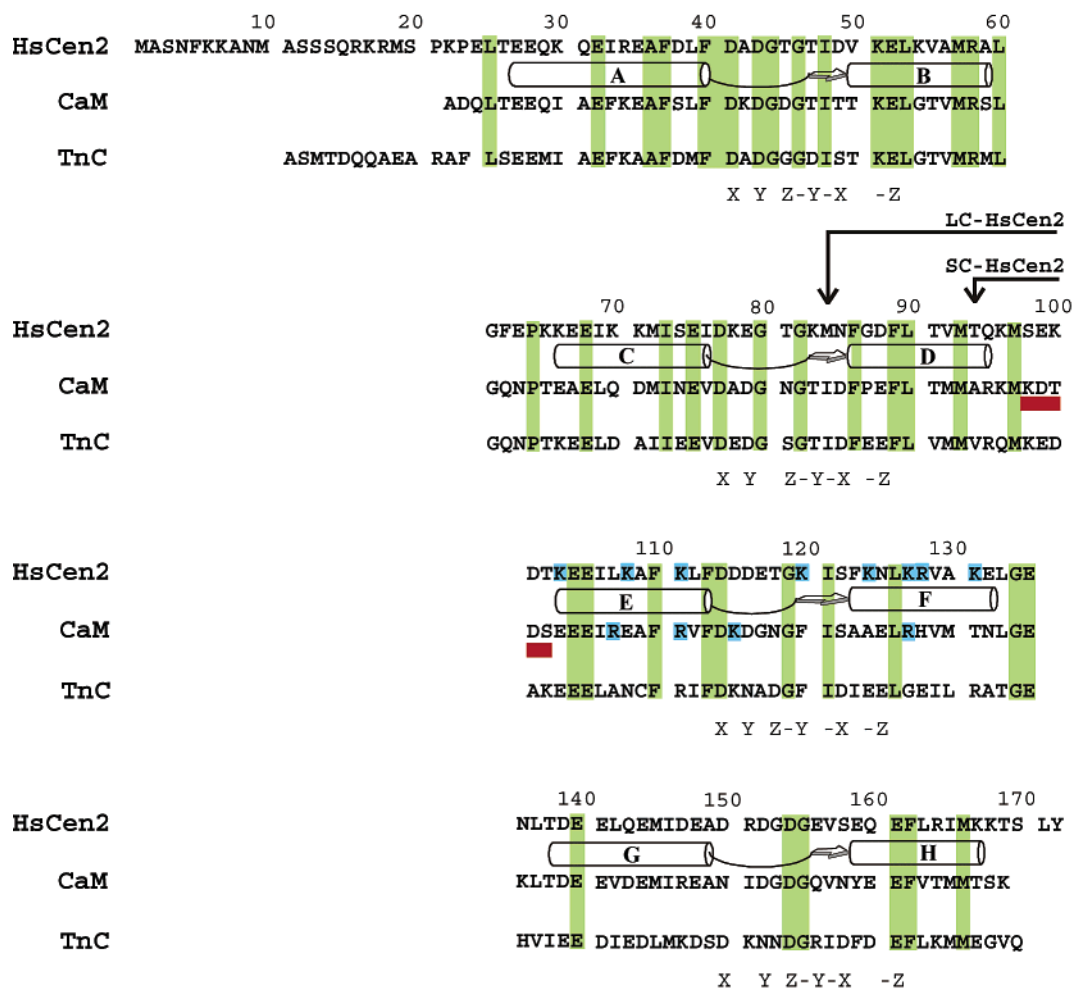 10 20 30 40 50 60
HsCen2 MASNFKKANM ASSSQRKRMS PKPELTEEQK QEIREAFDLF DADGTGTIDV KELKVAMRAL
A B
CaM ADQLTEEQI AEFKEAFSLF DKDGDGTITT KELGTVMRSL
TnC ASMTDQQAEA RAF LSEEMI AEFKAAFDMF DADGGGDIST KELGTVMRML
X Y Z-Y-X -Z
LC-HsCen2
SC-HsCen2
70 80 90 100
HsCen2 GFEPKKEEIK KMISEIDKEG TGKMNFGDFL TVMTQKMSEK
C D
CaM GQNPTEAELQ DMINEVDADG NGTIDFPEFL TMMARKMKDT
TnC GQNPTKEELD AIIEEVDEDG SGTIDFEEFL VMMVRQMKED
X Y Z-Y-X -Z
110 120 130
HsCen2 DTKEEILKAF KLFDDDETGK ISFKNLKRVA KELGE
E F
CaM DSEEEIREAF RVFDKDGNGF ISAAELRHVM TNLGE
TnC AKEEELANCF RIFDKNADGF IDIEELGEIL RATGE
X Y Z-Y -X -Z
140 150 160 170
HsCen2 NLTDE ELQEMIDEAD RDGDGEVSEQ EFLRIMKKTS LY
G H
CaM KLTDE EVDEMIREAN IDGDGQVNYE EFVTMMTSK
TnC HVIEE DIEDLMKDSD KNNDGRIDFD EFLKMMEGVQ
X Y Z-Y-X -Z